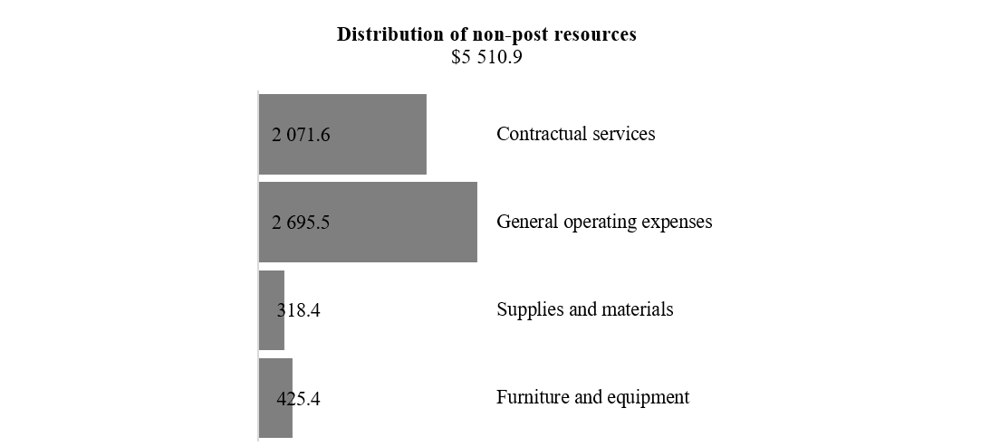 Distribution of non-post resources
$5 510.9
2 071.6 Contractual services
2 695.5 General operating expenses
318.4 Supplies and materials
425.4 Furniture and equipment